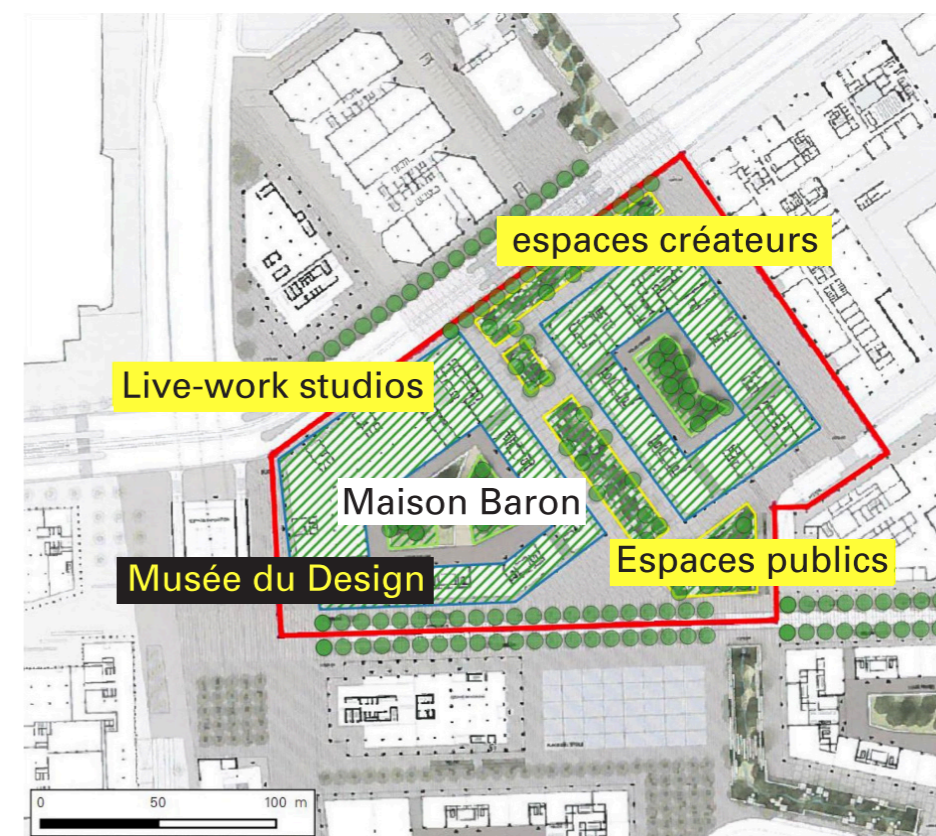 espaces créateurs
Live-work studios
Maison Baron
Espaces publics
Musée du Design
0 50 100 m